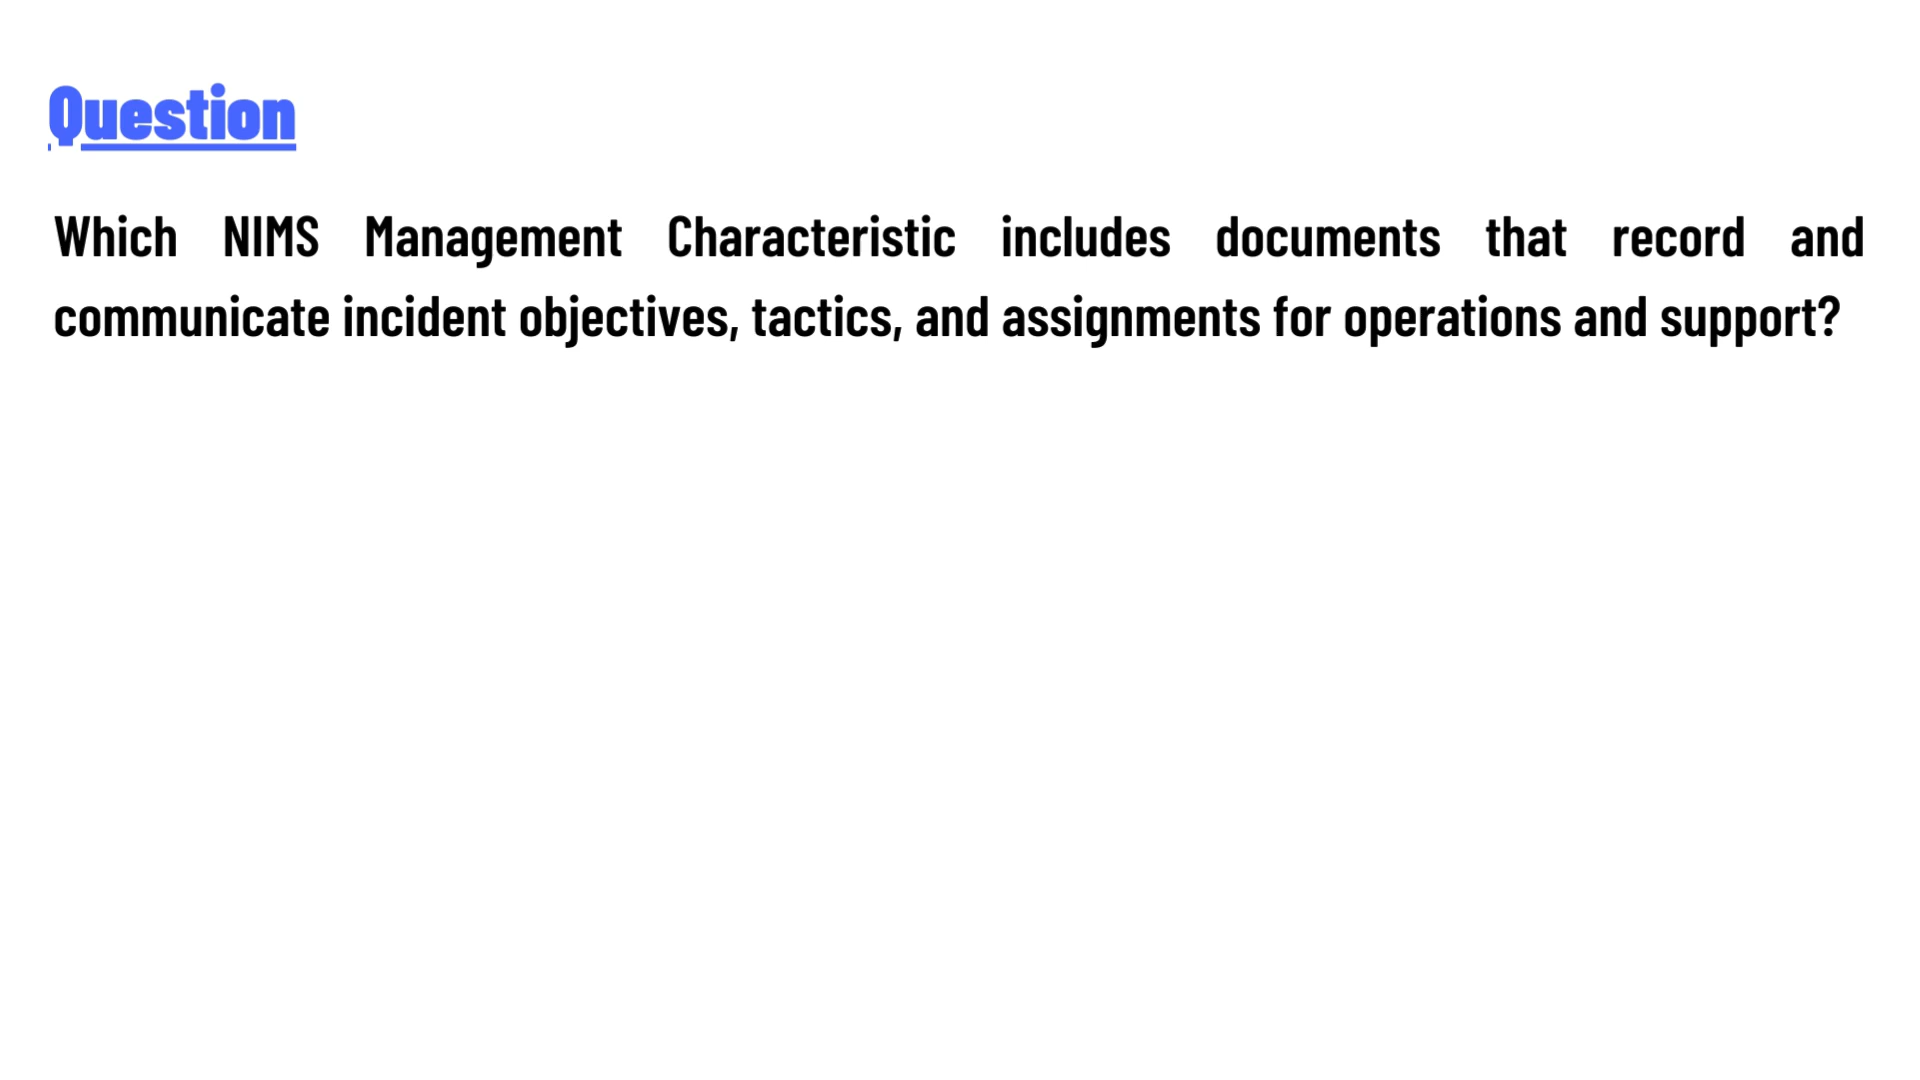 Question
Which NIMS Management Characteristic includes documents that record and
communicate incident objectives, tactics, and assignments for operations and support?